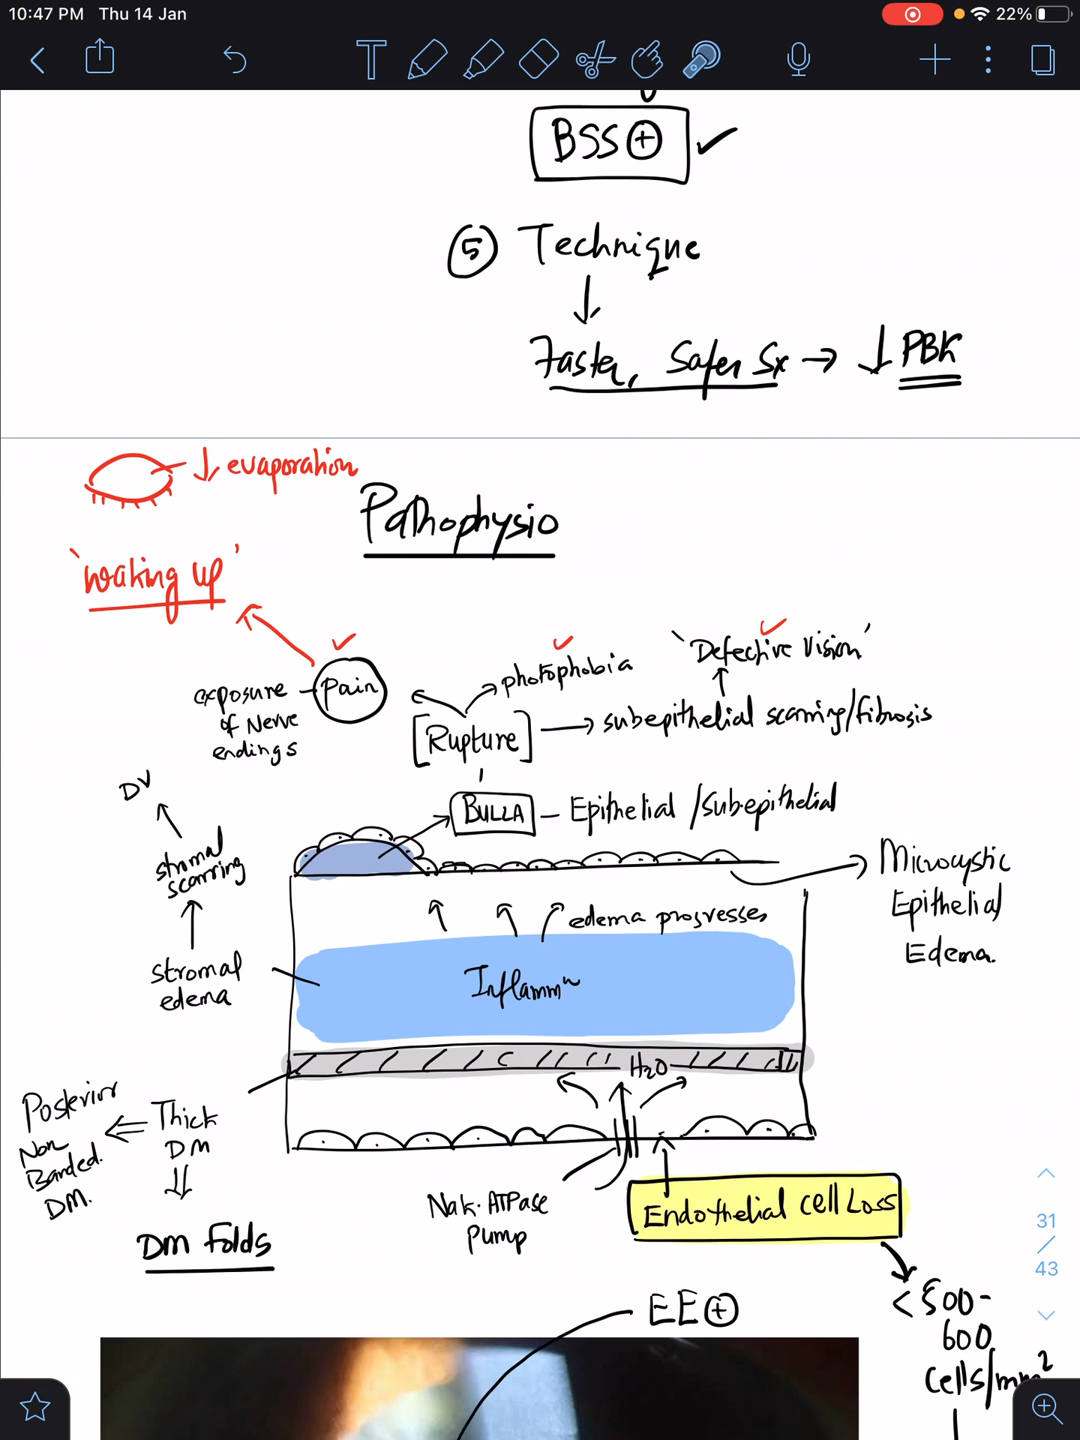 10:47 PM Thu 14 Jan
22%
BSS+
5 Technique
Faster, Safer Sx → ↓ PBK
↓ evaporation
Pathophysio
'waking up'
'Defective Vision'
photophobia
Pain
exposure
of Nerve
endings
[Rupture] → subepithelial scarring/fibrosis
DV
BULLA – Epithelial /subepithelial
stromal
scarring
Microcystic
Epithelial
Edema.
edema progresses
stromal
edema
Inflammⁿ
H2O
Posterior
Non
Banded.
DM.
Thick
DM
Nak-ATPase
pump
Endothelial cell Loss
DM folds
EE+
<500-
600
cells/mm²
31
/
43